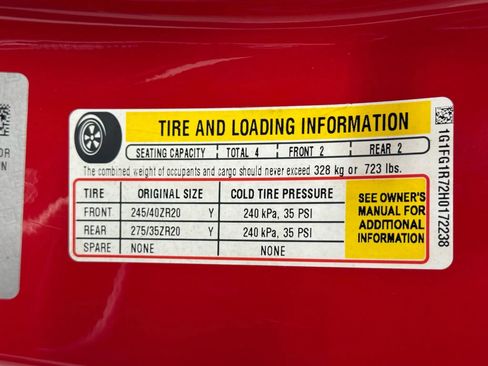 TIRE AND LOADING INFORMATION
SEATING CAPACITY TOTAL 4 FRONT 2 REAR 2
The combined weight of occupants and cargo should never exceed 328 kg or 723 lbs.
TIRE ORIGINAL SIZE COLD TIRE PRESSURE
FRONT 245/40ZR20 Y 240 kPa, 35 PSI
REAR 275/35ZR20 Y 240 kPa, 35 PSI
SPARE NONE NONE
SEE OWNER'S
MANUAL FOR
ADDITIONAL
INFORMATION
1G1FG1R72H0172238
OR
N